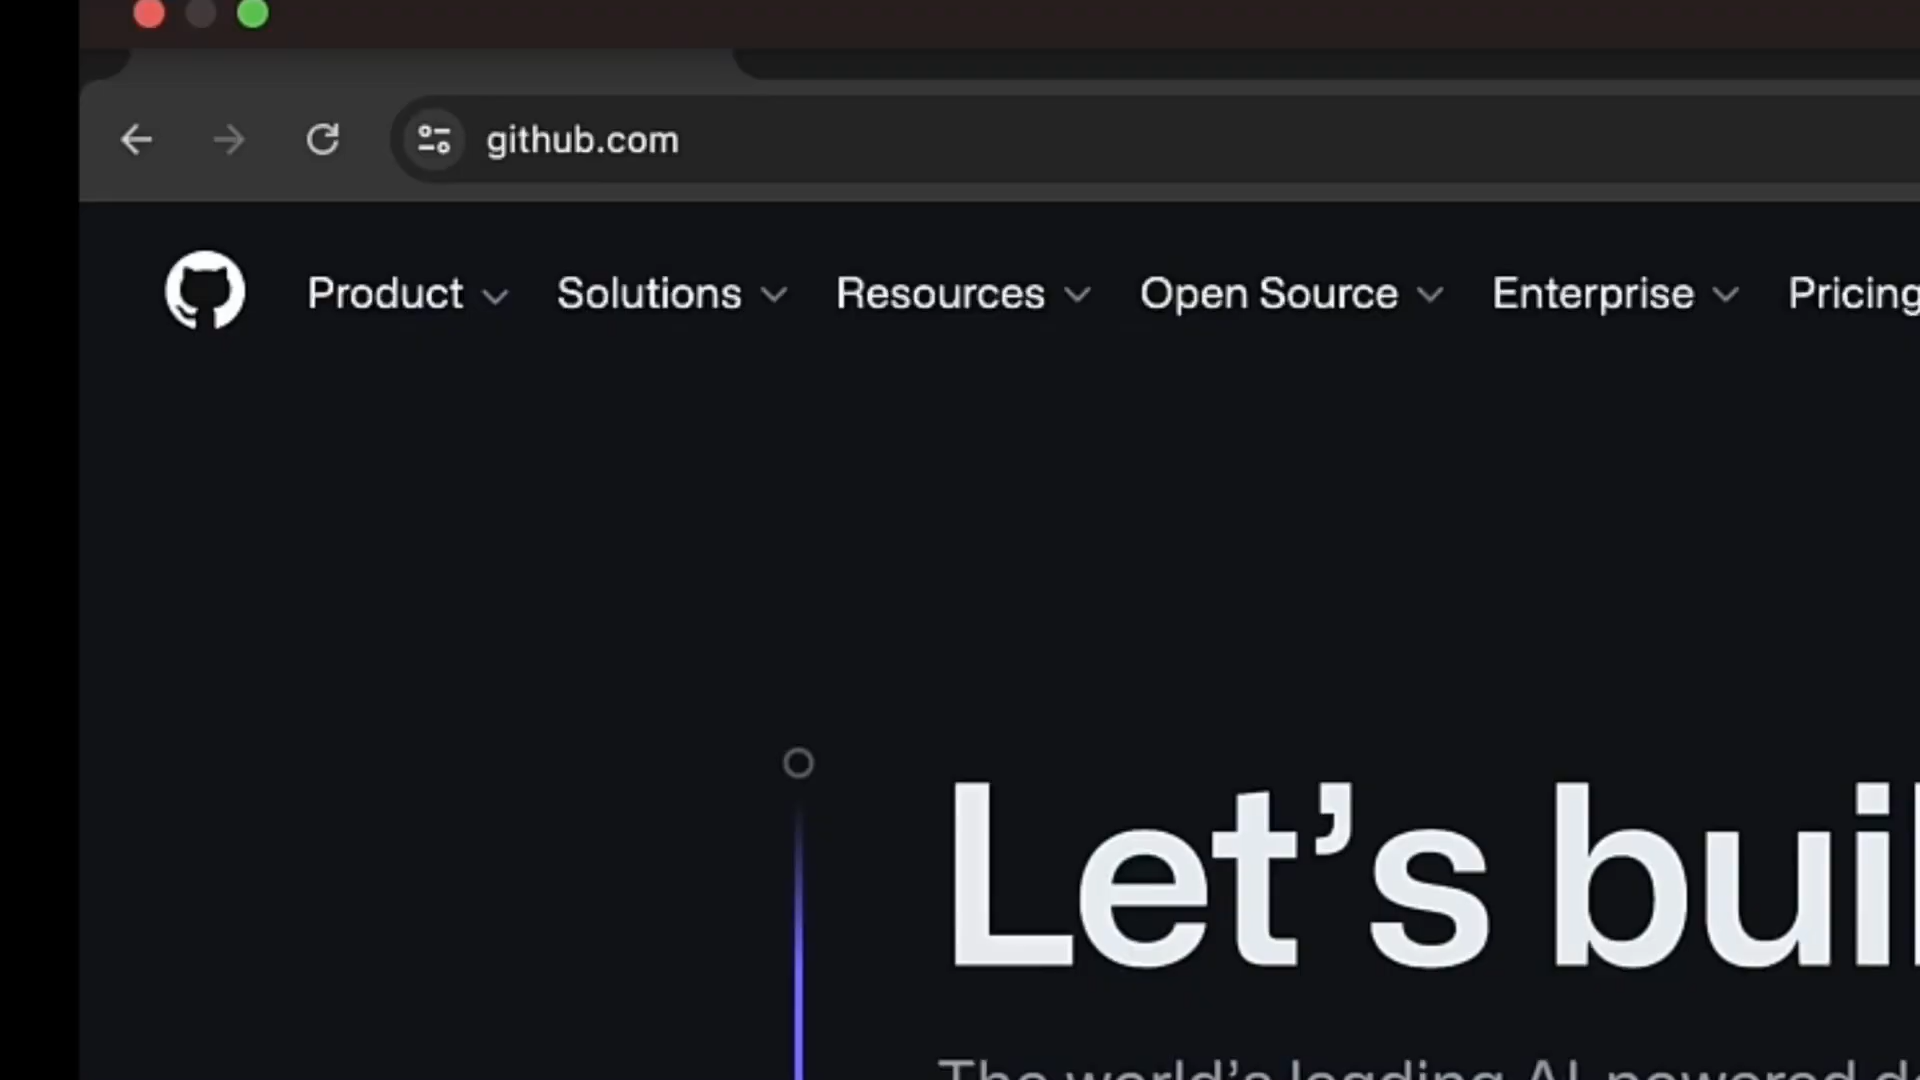 github.com
Product Solutions Resources Open Source Enterprise Pricing
Let’s buil
The world’s leading AI-powered d